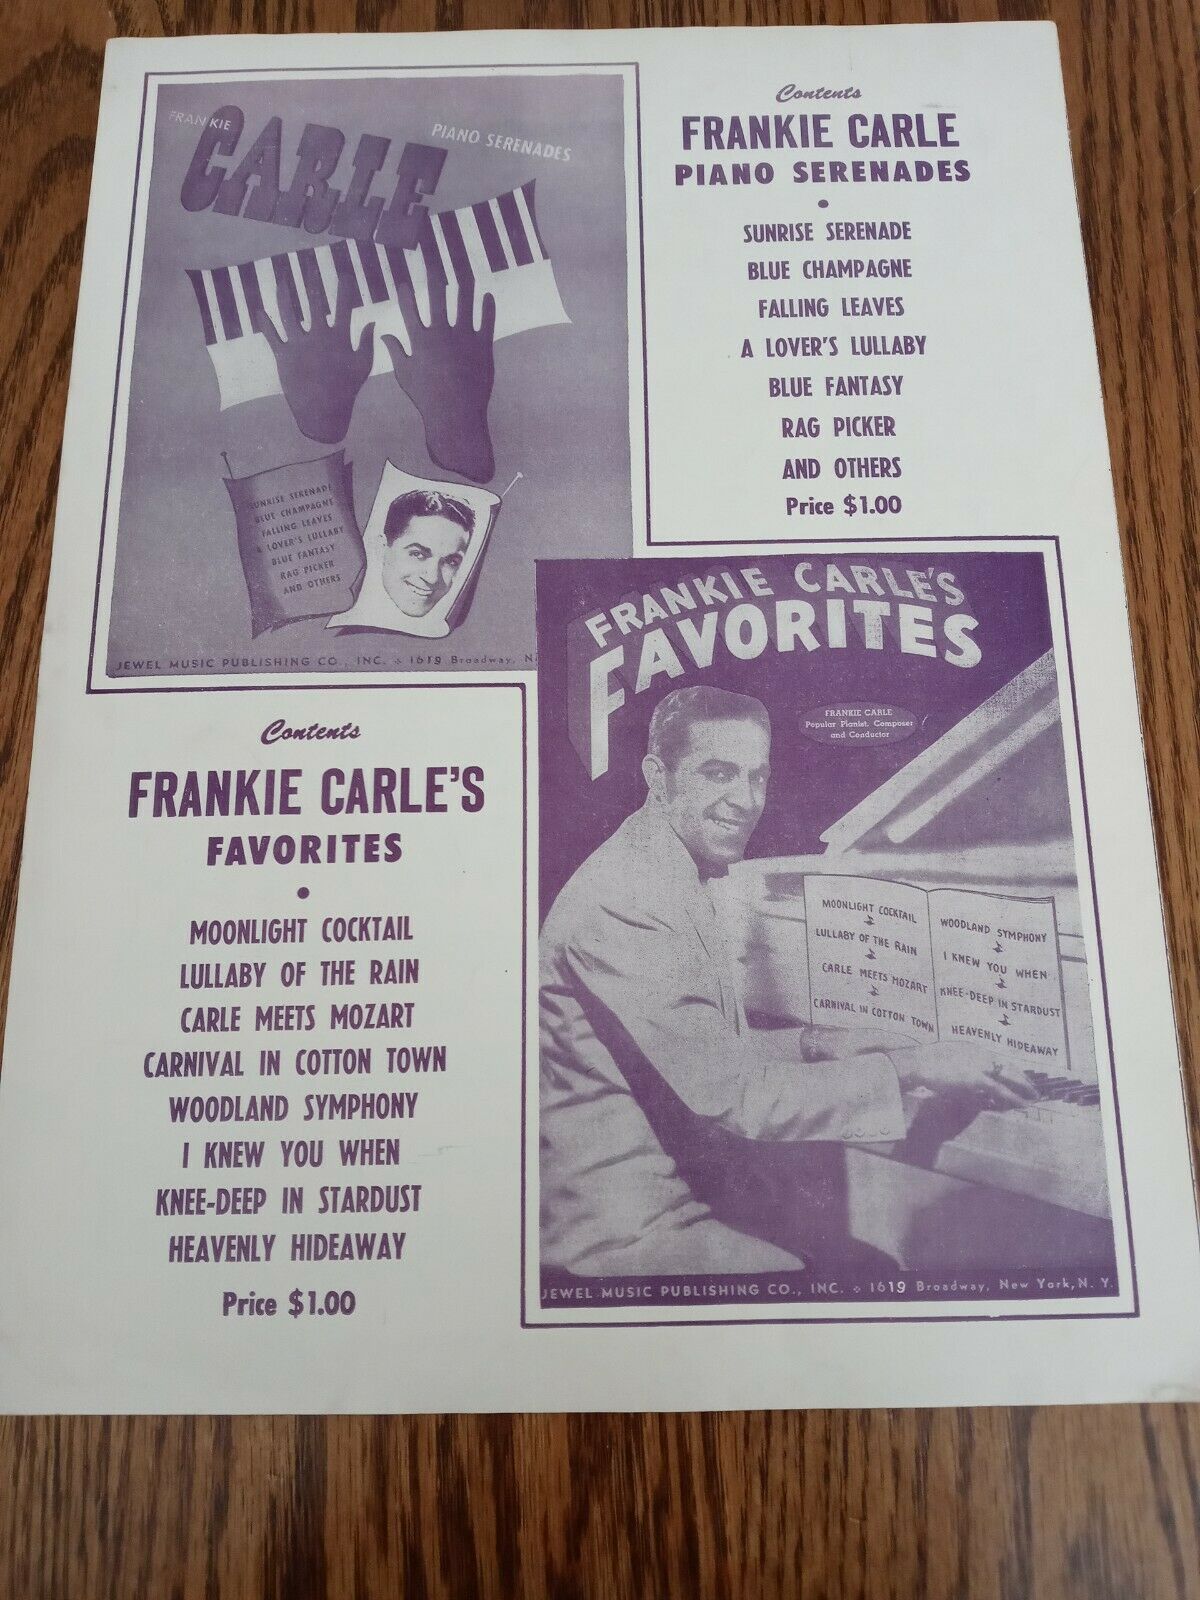 FRANKIE
CARLE
PIANO SERENADES
SUNRISE SERENADE
BLUE CHAMPAGNE
FALLING LEAVES
A LOVER'S LULLABY
BLUE FANTASY
RAG PICKER
AND OTHERS
JEWEL MUSIC PUBLISHING CO., INC. 1619 Broadway, N
Contents
FRANKIE CARLE
PIANO SERENADES
•
SUNRISE SERENADE
BLUE CHAMPAGNE
FALLING LEAVES
A LOVER'S LULLABY
BLUE FANTASY
RAG PICKER
AND OTHERS
Price $1.00
Contents
FRANKIE CARLE'S
FAVORITES
•
MOONLIGHT COCKTAIL
LULLABY OF THE RAIN
CARLE MEETS MOZART
CARNIVAL IN COTTON TOWN
WOODLAND SYMPHONY
I KNEW YOU WHEN
KNEE-DEEP IN STARDUST
HEAVENLY HIDEAWAY
Price $1.00
FRANKIE CARLE'S
FAVORITES
FRANKIE CARLE
Popular Pianist, Composer
and Conductor
MOONLIGHT COCKTAIL
LULLABY OF THE RAIN
CARLE MEETS MOZART
CARNIVAL IN COTTON TOWN
WOODLAND SYMPHONY
I KNEW YOU WHEN
KNEE-DEEP IN STARDUST
HEAVENLY HIDEAWAY
JEWEL MUSIC PUBLISHING CO., INC. 1619 Broadway, New York, N. Y.